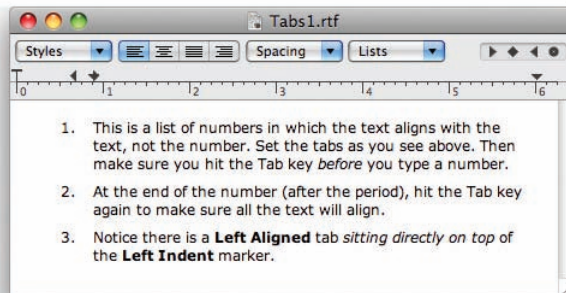 Tabs1.rtf
Styles Spacing Lists
0 1 2 3 4 5 6
1. This is a list of numbers in which the text aligns with the
text, not the number. Set the tabs as you see above. Then
make sure you hit the Tab key before you type a number.
2. At the end of the number (after the period), hit the Tab key
again to make sure all the text will align.
3. Notice there is a Left Aligned tab sitting directly on top of
the Left Indent marker.